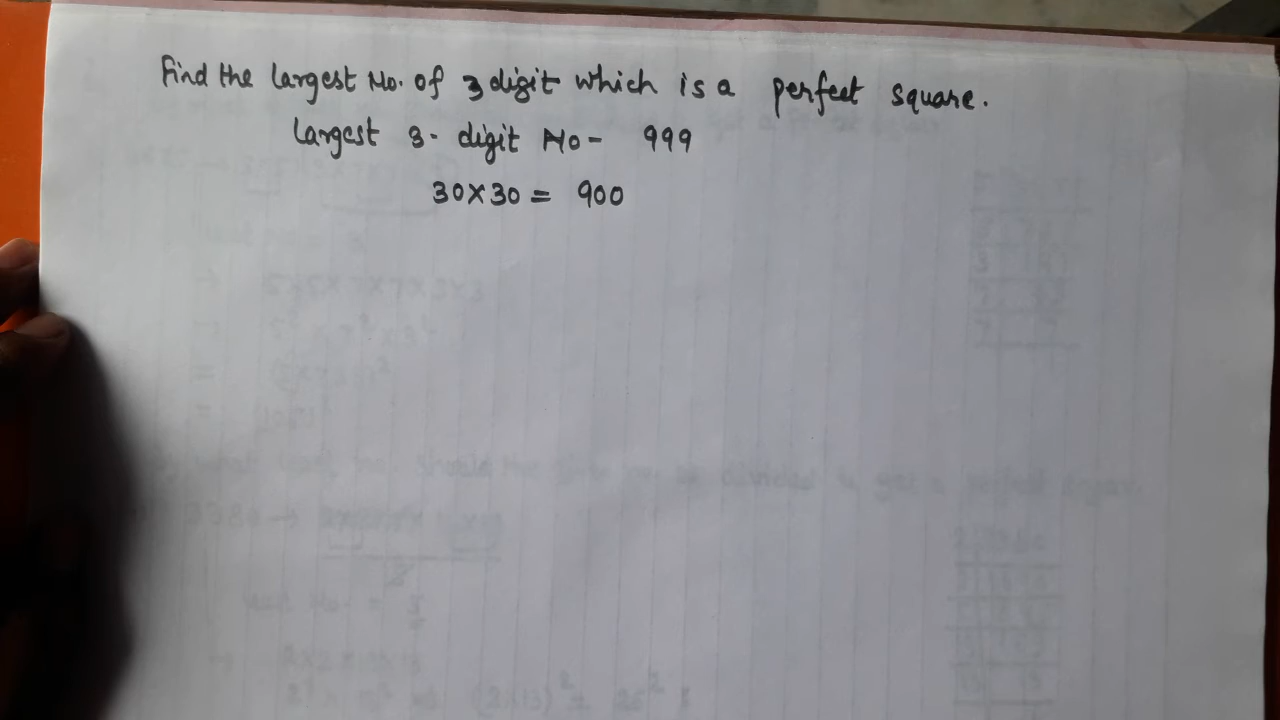 Find the largest No. of 3 digit which is a perfect square.
largest 3- digit No- 999
30×30 = 900